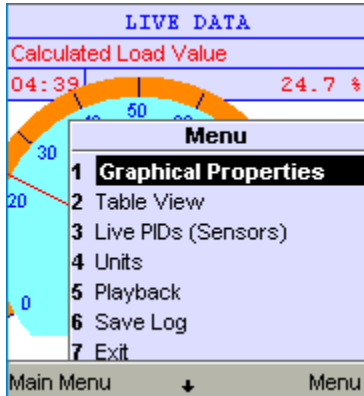 LIVE DATA
Calculated Load Value
04:39 24.7 %
50
30
Menu
1 Graphical Properties
20
2 Table View
3 Live PIDs (Sensors)
4 Units
5 Playback
0
6 Save Log
7 Exit
Main Menu ↓ Menu